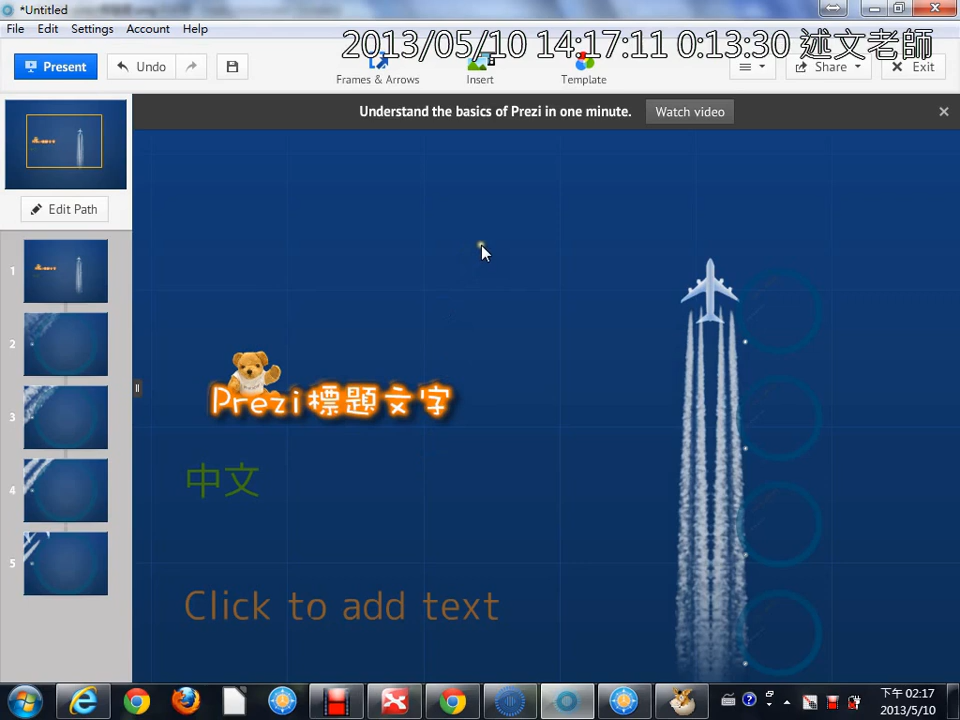 *Untitled
File Edit Settings Account Help
2013/05/10 14:17:11 0:13:30 述文老師
Present Undo Frames & Arrows Insert Template Share Exit
Understand the basics of Prezi in one minute. Watch video
Edit Path
1
2
3
4
5
Prezi標題文字
中文
Click to add text
下午 02:17
2013/5/10